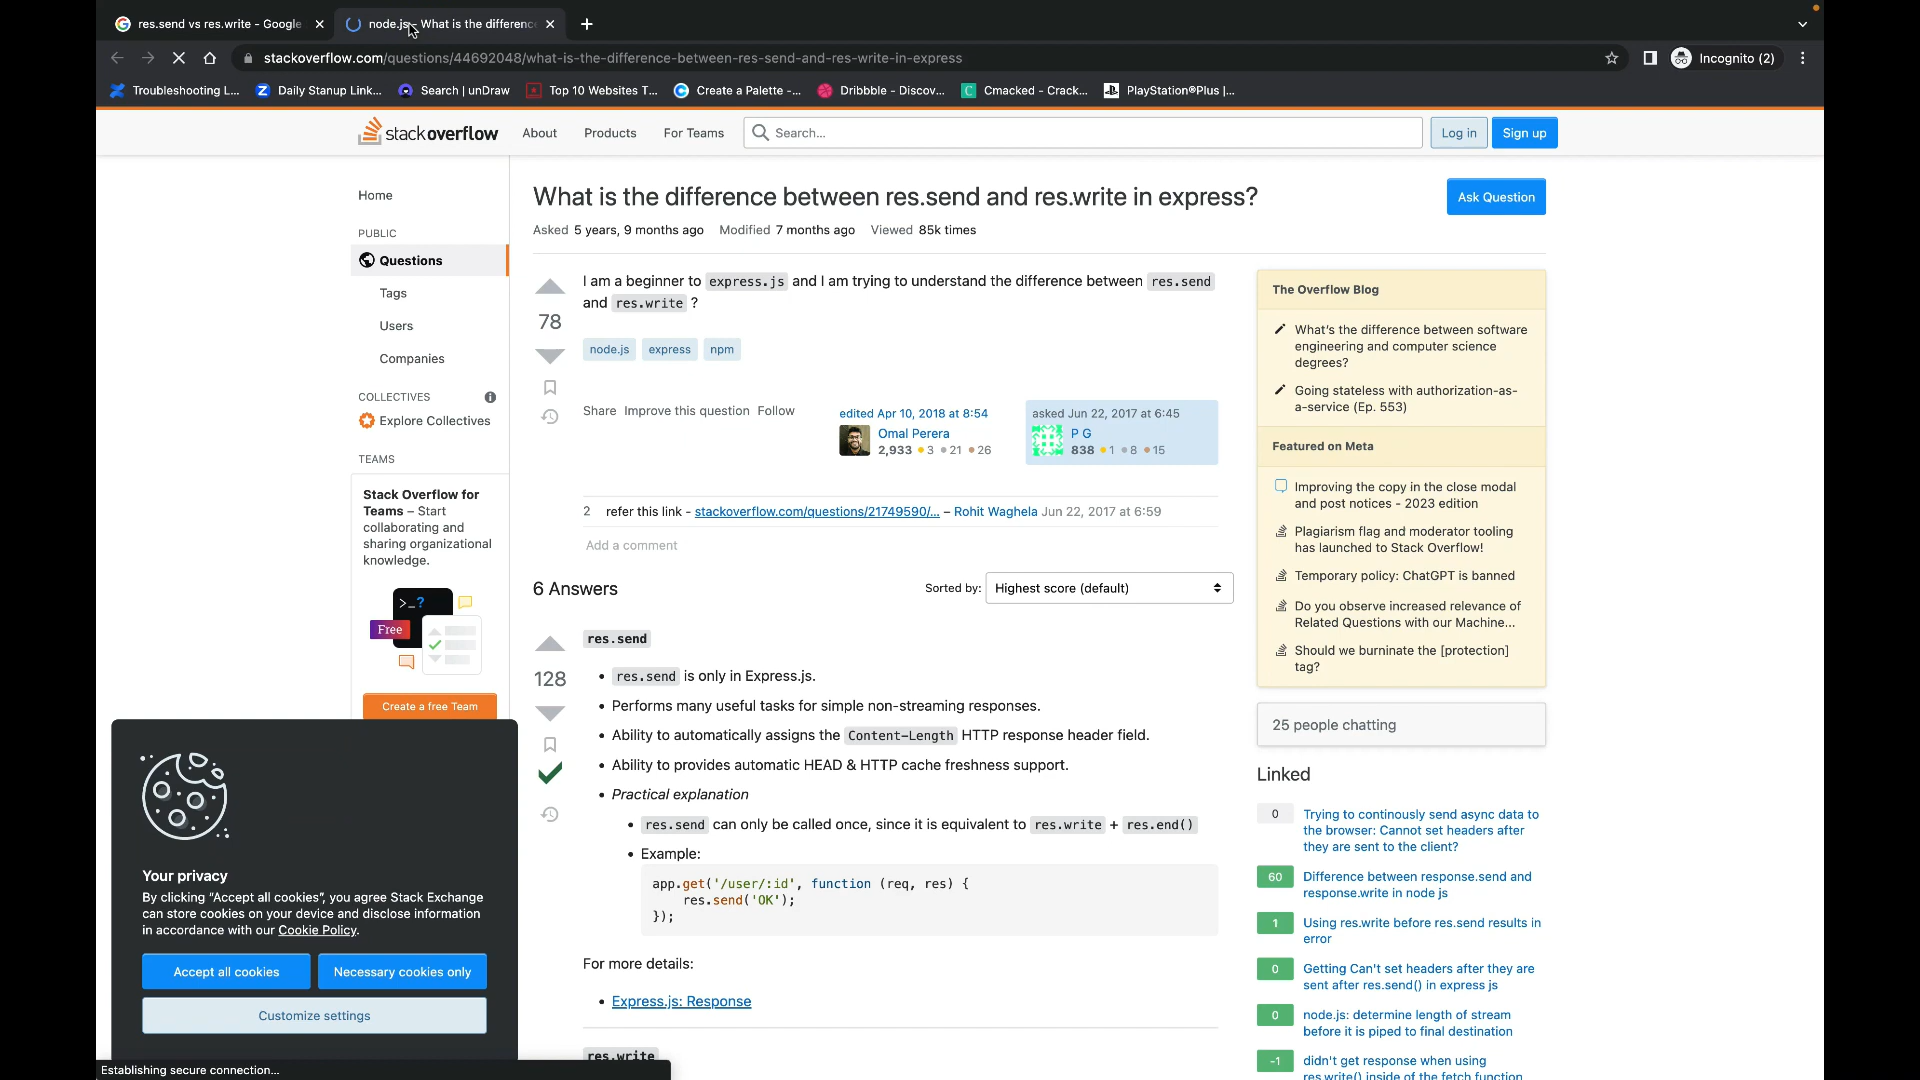 res.send vs res.write - Google
node.js - What is the differenc
stackoverflow.com/questions/44692048/what-is-the-difference-between-res-send-and-res-write-in-express
Incognito (2)
Troubleshooting L...
Daily Stanup Link...
Search | unDraw
Top 10 Websites T...
Create a Palette -...
Dribbble - Discov...
Cmacked - Crack...
PlayStation®Plus |...
stackoverflow
About
Products
For Teams
Search...
Log in
Sign up
Home
PUBLIC
Questions
Tags
Users
Companies
COLLECTIVES
Explore Collectives
TEAMS
Stack Overflow for
Teams – Start
collaborating and
sharing organizational
knowledge.
>_?
Free
Create a free Team
What is the difference between res.send and res.write in express?
Ask Question
Asked 5 years, 9 months ago Modified 7 months ago Viewed 85k times
I am a beginner to express.js and I am trying to understand the difference between res.send
and res.write ?
78
node.js express npm
Share Improve this question Follow
edited Apr 10, 2018 at 8:54
Omal Perera
2,933 3 21 26
asked Jun 22, 2017 at 6:45
P G
838 1 8 15
2 refer this link - stackoverflow.com/questions/21749590/... – Rohit Waghela Jun 22, 2017 at 6:59
Add a comment
6 Answers
Sorted by: Highest score (default)
128
res.send
• res.send is only in Express.js.
• Performs many useful tasks for simple non-streaming responses.
• Ability to automatically assigns the Content-Length HTTP response header field.
• Ability to provides automatic HEAD & HTTP cache freshness support.
• Practical explanation
• res.send can only be called once, since it is equivalent to res.write + res.end()
• Example:
app.get('/user/:id', function (req, res) {
res.send('OK');
});
For more details:
• Express.js: Response
res.write
The Overflow Blog
What's the difference between software
engineering and computer science
degrees?
Going stateless with authorization-as-
a-service (Ep. 553)
Featured on Meta
Improving the copy in the close modal
and post notices - 2023 edition
Plagiarism flag and moderator tooling
has launched to Stack Overflow!
Temporary policy: ChatGPT is banned
Do you observe increased relevance of
Related Questions with our Machine...
Should we burninate the [protection]
tag?
25 people chatting
Linked
0 Trying to continously send async data to
the browser: Cannot set headers after
they are sent to the client?
60 Difference between response.send and
response.write in node js
1 Using res.write before res.send results in
error
0 Getting Can't set headers after they are
sent after res.send() in express js
0 node.js: determine length of stream
before it is piped to final destination
-1 didn't get response when using
res.write() inside of the fetch function
Your privacy
By clicking “Accept all cookies”, you agree Stack Exchange
can store cookies on your device and disclose information
in accordance with our Cookie Policy.
Accept all cookies
Necessary cookies only
Customize settings
Establishing secure connection...